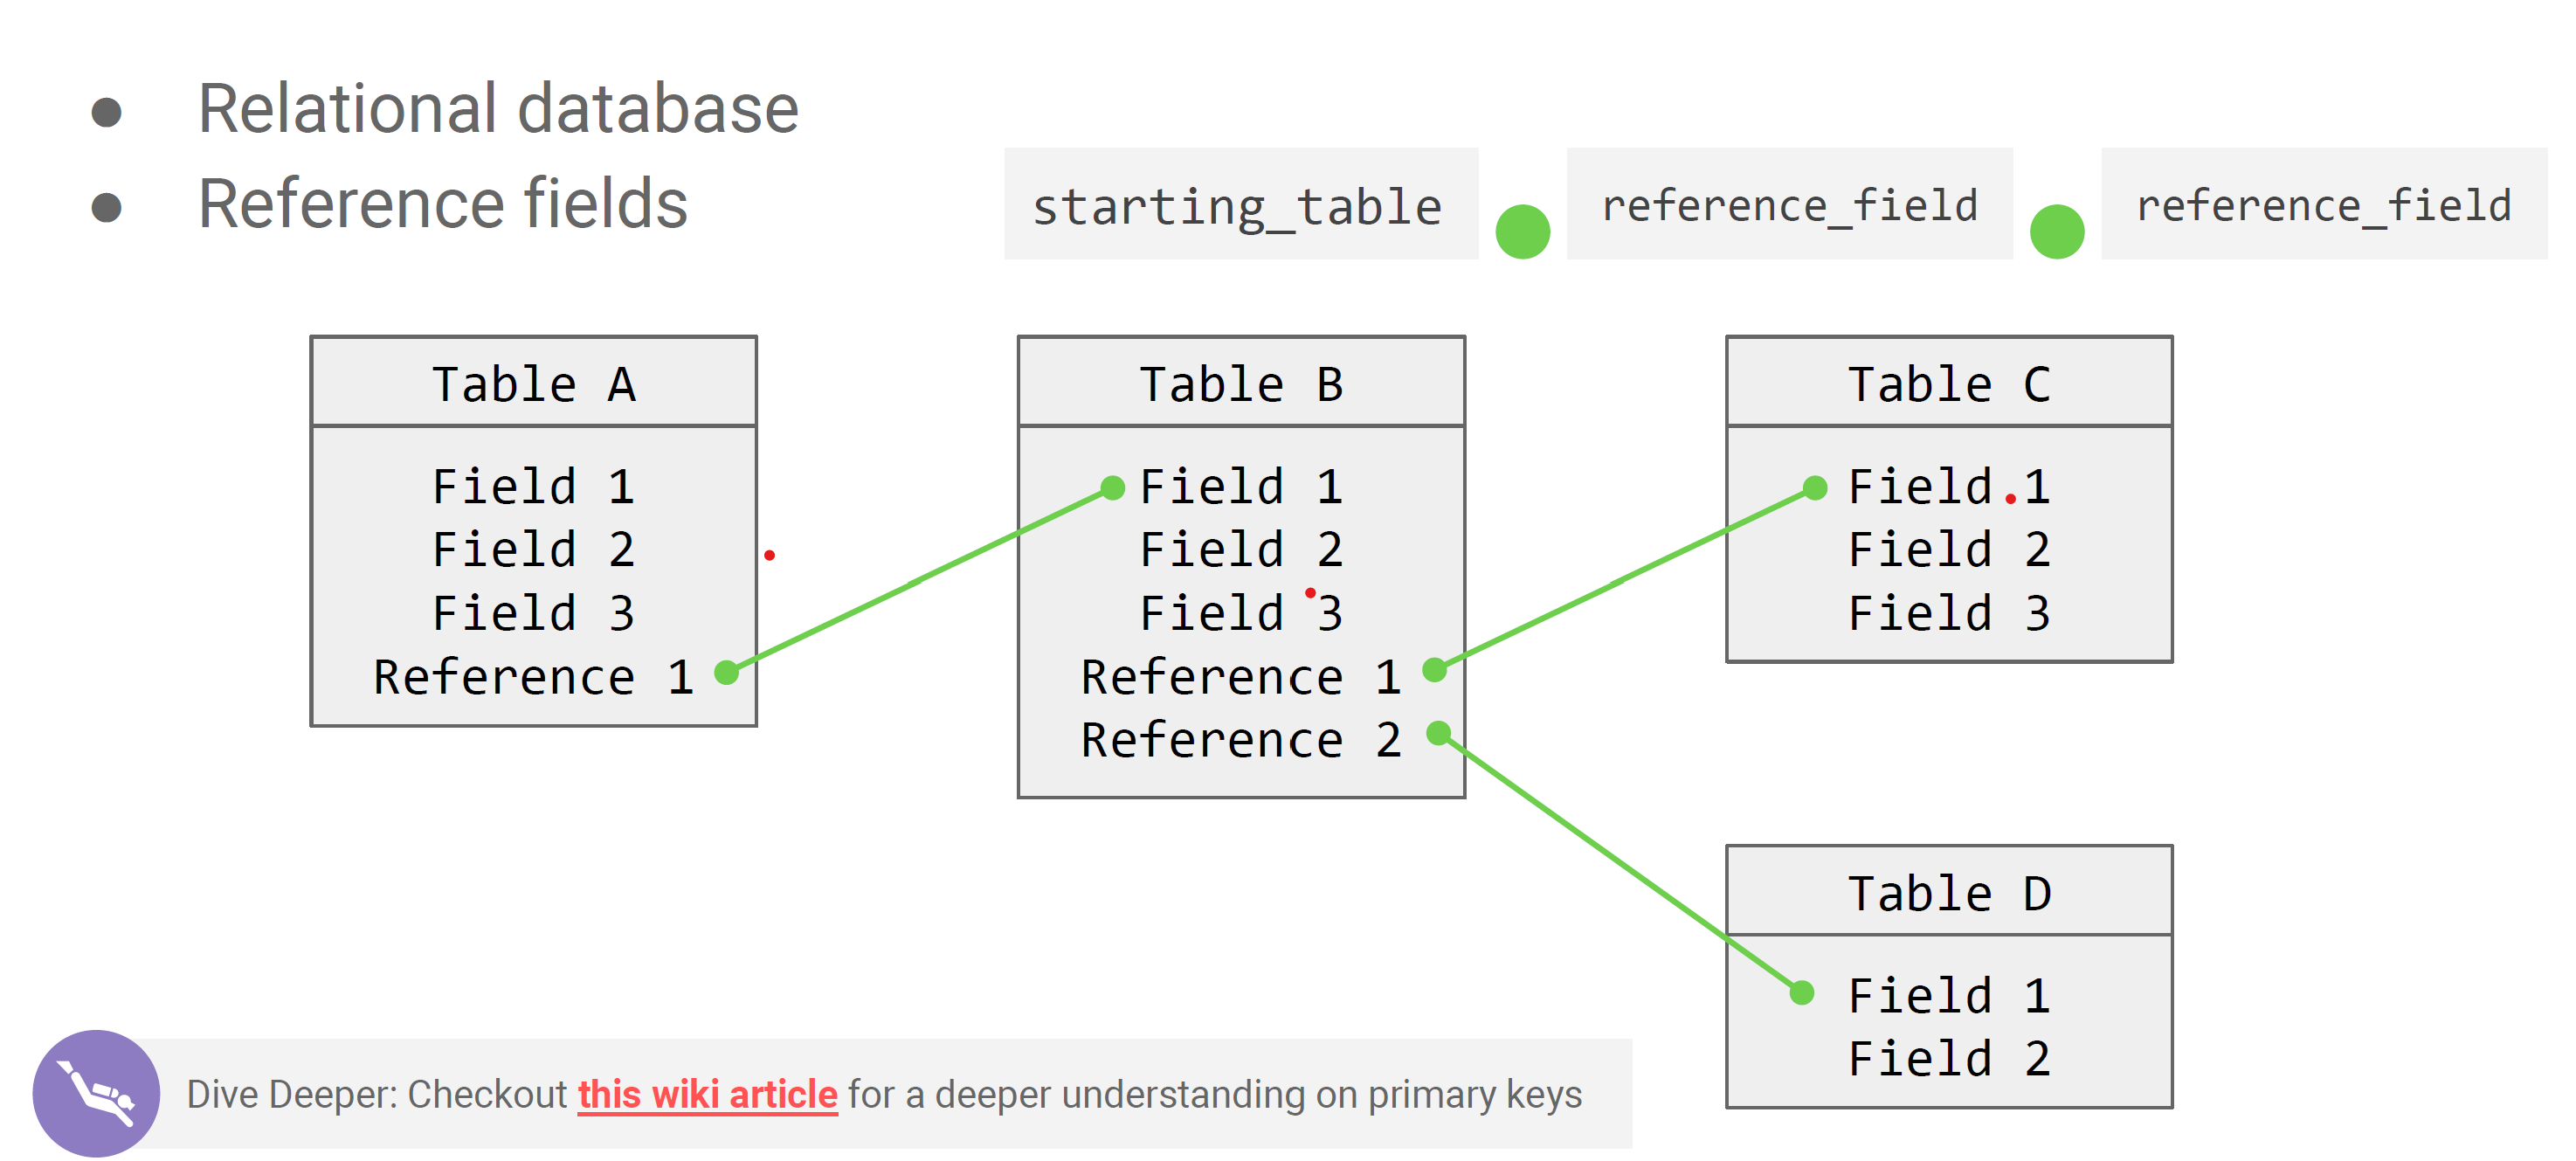 ● Relational database
● Reference fields
starting_table reference_field reference_field
Table A
Field 1
Field 2
Field 3
Reference 1
Table B
Field 1
Field 2
Field 3
Reference 1
Reference 2
Table C
Field 1
Field 2
Field 3
Table D
Field 1
Field 2
Dive Deeper: Checkout this wiki article for a deeper understanding on primary keys